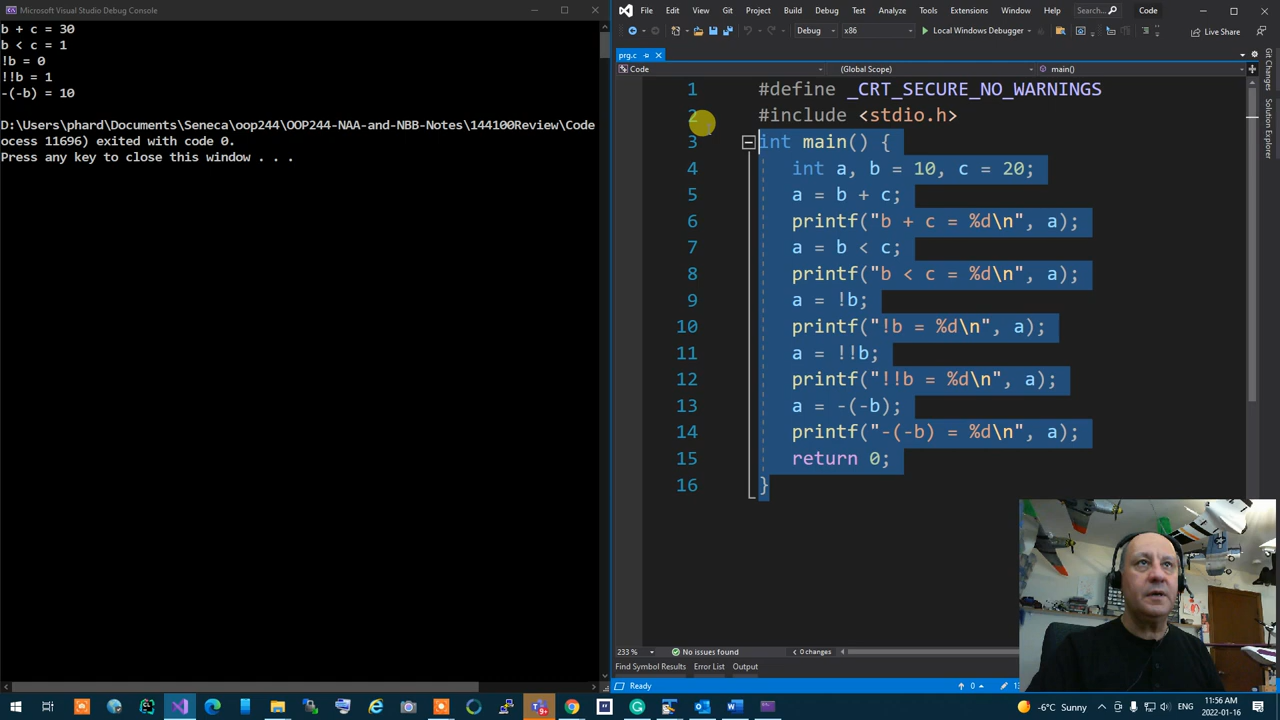 Microsoft Visual Studio Debug Console
b + c = 30
b < c = 1
!b = 0
!!b = 1
-(-b) = 10
D:\Users\phard\Documents\Seneca\oop244\OOP244-NAA-and-NBB-Notes\144100Review\Code
ocess 11696) exited with code 0.
Press any key to close this window . . .
File Edit View Git Project Build Debug Test Analyze Tools Extensions Window Help Search... Code
Debug x86 Local Windows Debugger Live Share
prg.c
Code (Global Scope) main()
1 #define _CRT_SECURE_NO_WARNINGS
2 #include <stdio.h>
3 int main() {
4 int a, b = 10, c = 20;
5 a = b + c;
6 printf("b + c = %d\n", a);
7 a = b < c;
8 printf("b < c = %d\n", a);
9 a = !b;
10 printf("!b = %d\n", a);
11 a = !!b;
12 printf("!!b = %d\n", a);
13 a = -(-b);
14 printf("-(-b) = %d\n", a);
15 return 0;
16 }
Git Changes
Solution Explorer
233 % No issues found 0 changes
Find Symbol Results Error List Output
Ready 0 13
-6°C Sunny ENG 11:56 AM
2022-01-16